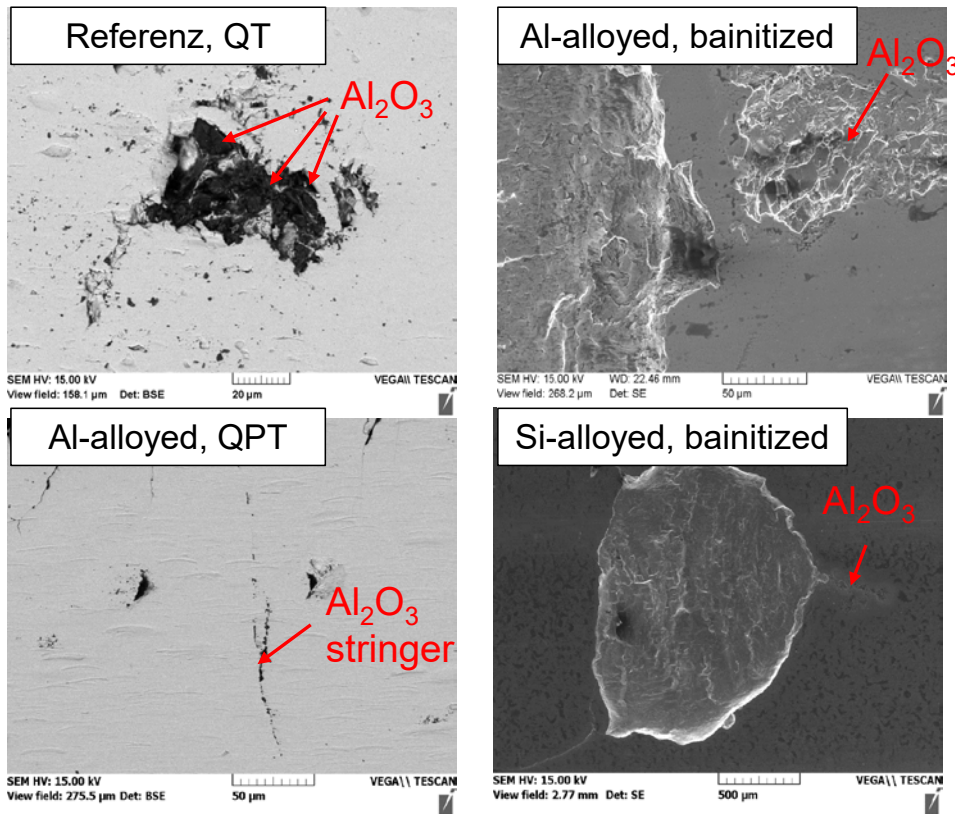 Referenz, QT
Al₂O₃
SEM HV: 15.00 kV
VEGA\\ TESCAN
View field: 158.1 µm Det: BSE
20 µm
Al-alloyed, bainitized
Al₂O₃
SEM HV: 15.00 kV WD: 22.46 mm
VEGA\\ TESCAN
View field: 268.2 µm Det: SE
50 µm
Al-alloyed, QPT
Al₂O₃
stringer
SEM HV: 15.00 kV
VEGA\\ TESCAN
View field: 275.5 µm Det: BSE
50 µm
Si-alloyed, bainitized
Al₂O₃
SEM HV: 15.00 kV
VEGA\\ TESCAN
View field: 2.77 mm Det: SE
500 µm